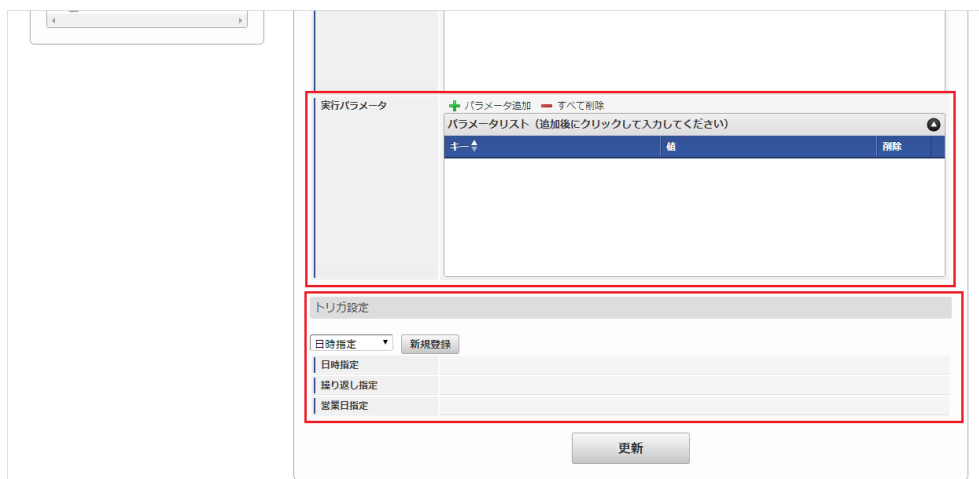 実行パラメータ
パラメータ追加 すべて削除
パラメータリスト（追加後にクリックして入力してください）
キー 値 削除
トリガ設定
日時指定 新規登録
日時指定
繰り返し指定
営業日指定
更新